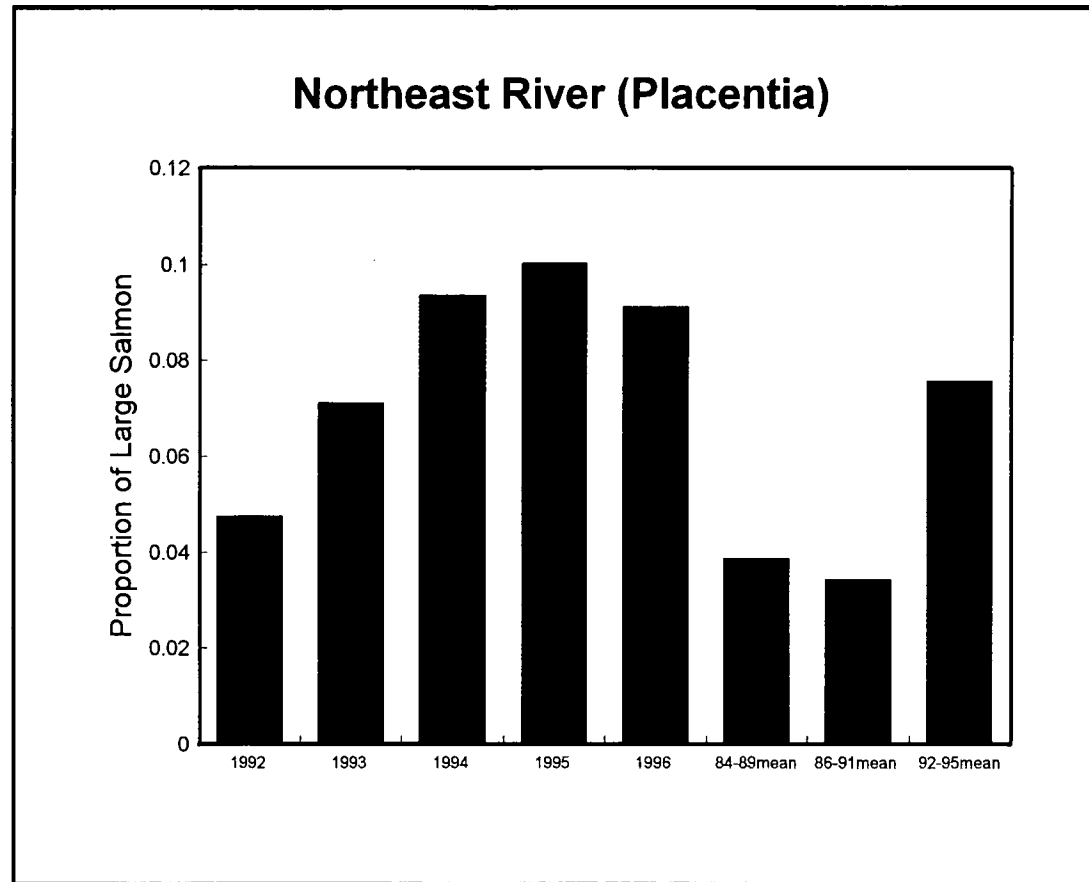 Northeast River (Placentia)
Proportion of Large Salmon
0.12
0.1
0.08
0.06
0.04
0.02
0
1992 1993 1994 1995 1996 84-89mean 86-91mean 92-95mean